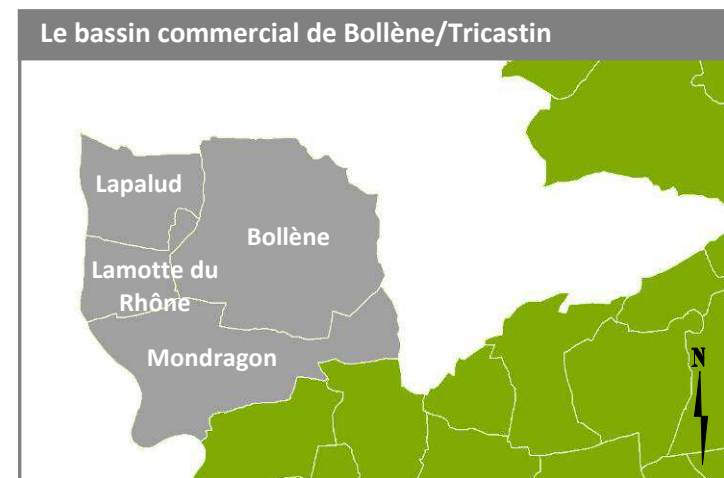 Le bassin commercial de Bollène/Tricastin
Lapalud
Bollène
Lamotte du
Rhône
Mondragon
N